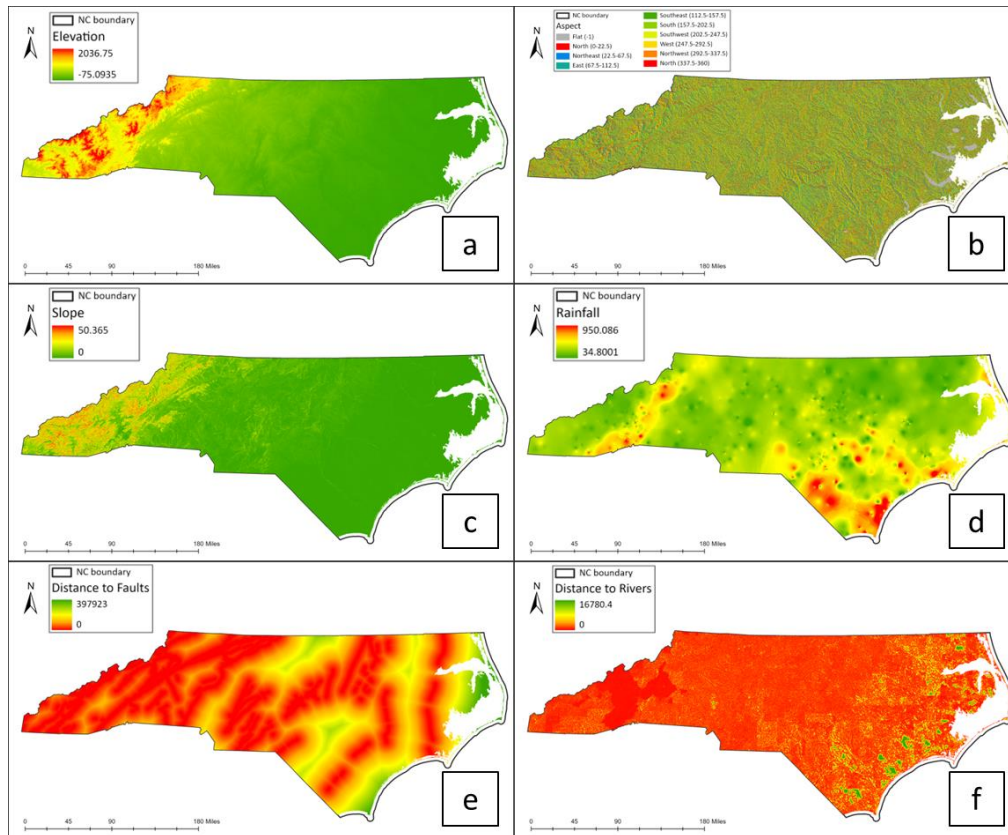 NC boundary
N
Elevation
2036.75
-75.0935
0 45 90 180 Miles
a
NC boundary
Aspect
Flat (-1)
North (0-22.5)
Northeast (22.5-67.5)
East (67.5-112.5)
Southeast (112.5-157.5)
South (157.5-202.5)
Southwest (202.5-247.5)
West (247.5-292.5)
Northwest (292.5-337.5)
North (337.5-360)
N
0 45 90 180 Miles
b
NC boundary
N
Slope
50.365
0
0 45 90 180 Miles
c
NC boundary
N
Rainfall
950.086
34.8001
0 45 90 180 Miles
d
NC boundary
N
Distance to Faults
397923
0
0 45 90 180 Miles
e
NC boundary
N
Distance to Rivers
16780.4
0
0 45 90 180 Miles
f